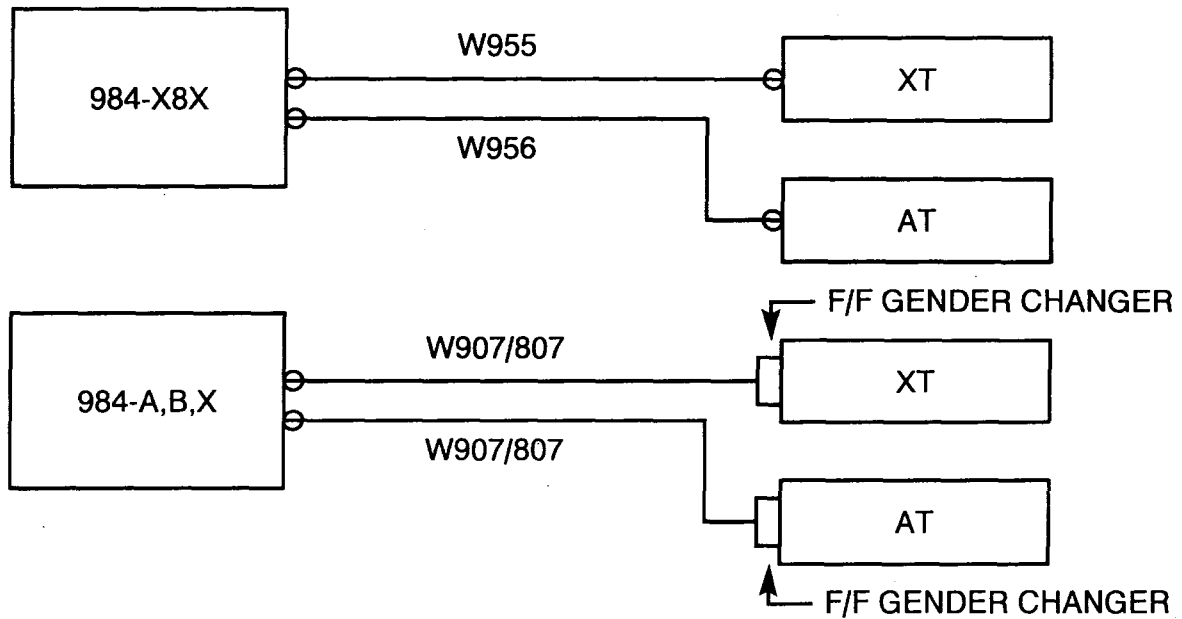 W955
984-X8X
XT
W956
AT
F/F GENDER CHANGER
W907/807
984-A,B,X
XT
W907/807
AT
F/F GENDER CHANGER